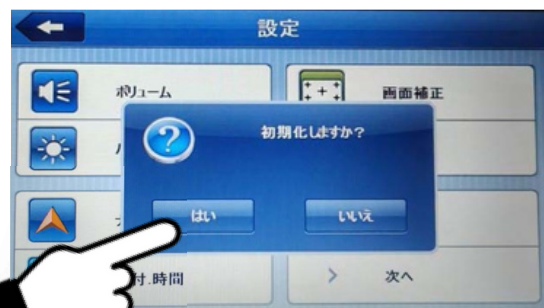 設定
ボリューム
画面補正
初期化しますか?
はい
いいえ
付.時間
次へ